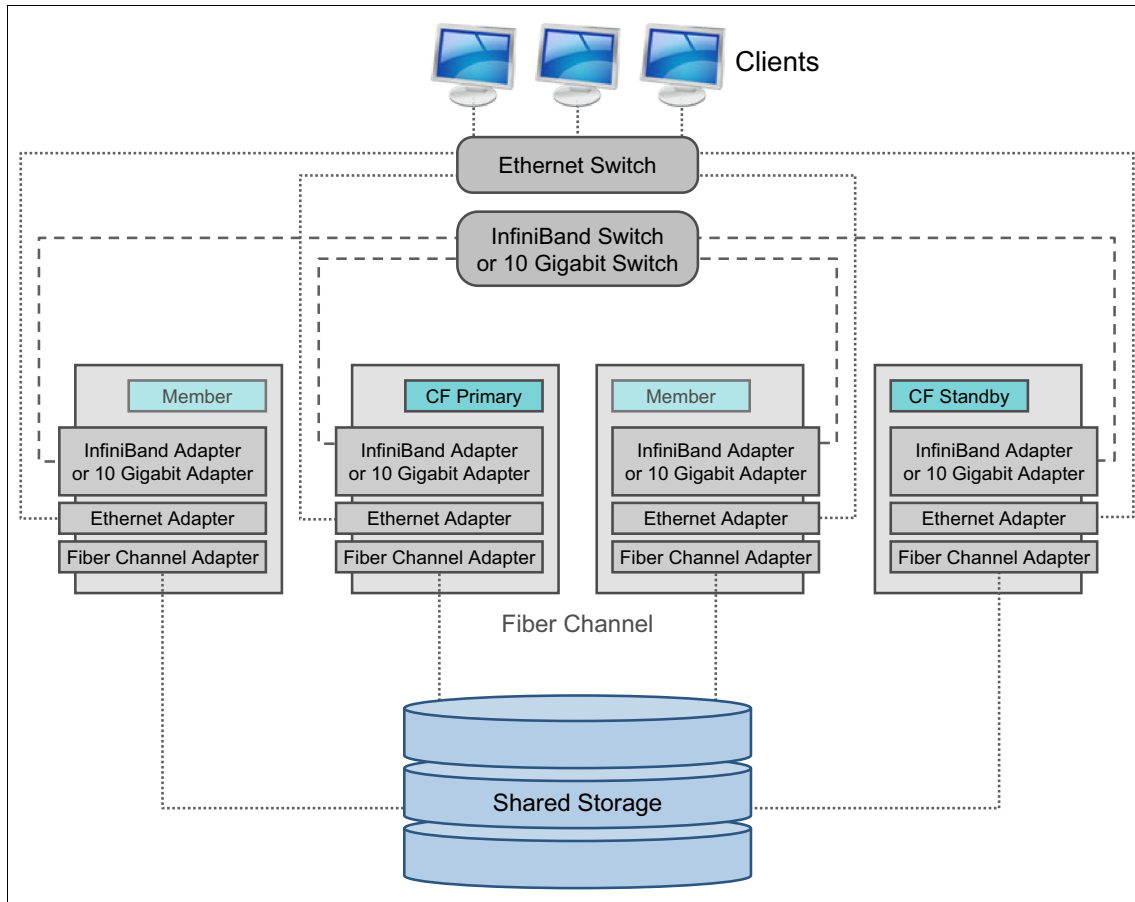 Clients
Ethernet Switch
InfiniBand Switch
or 10 Gigabit Switch
Member
CF Primary
Member
CF Standby
InfiniBand Adapter
or 10 Gigabit Adapter
InfiniBand Adapter
or 10 Gigabit Adapter
InfiniBand Adapter
or 10 Gigabit Adapter
InfiniBand Adapter
or 10 Gigabit Adapter
Ethernet Adapter
Ethernet Adapter
Ethernet Adapter
Ethernet Adapter
Fiber Channel Adapter
Fiber Channel Adapter
Fiber Channel Adapter
Fiber Channel Adapter
Fiber Channel
Shared Storage